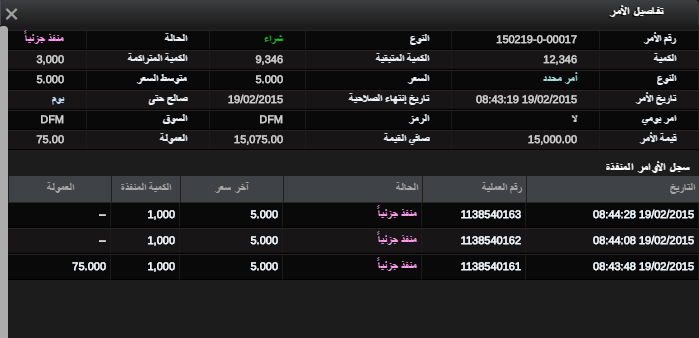 تفاصيل الأمر
رقم الأمر 150219-0-00017 النوع شراء الحالة منفذ جزئياً
الكمية 12,346 الكمية المتبقية 9,346 الكمية المتراكمة 3,000
النوع أمر محدد السعر 5.000 متوسط السعر 5.000
تاريخ الأمر 19/02/2015 08:43:19 تاريخ إنتهاء الصلاحية 19/02/2015 صالح حتى يوم
امر يومي لا الرمز DFM السوق DFM
قيمة الأمر 15,000.00 صافي القيمة 15,075.00 العمولة 75.00
سجل الأوامر المنفذة
التاريخ رقم العملية الحالة آخر سعر الكمية المنفذة العمولة
19/02/2015 08:44:28 1138540163 منفذ جزئياً 5.000 1,000 --
19/02/2015 08:44:08 1138540162 منفذ جزئياً 5.000 1,000 --
19/02/2015 08:43:48 1138540161 منفذ جزئياً 5.000 1,000 75.000